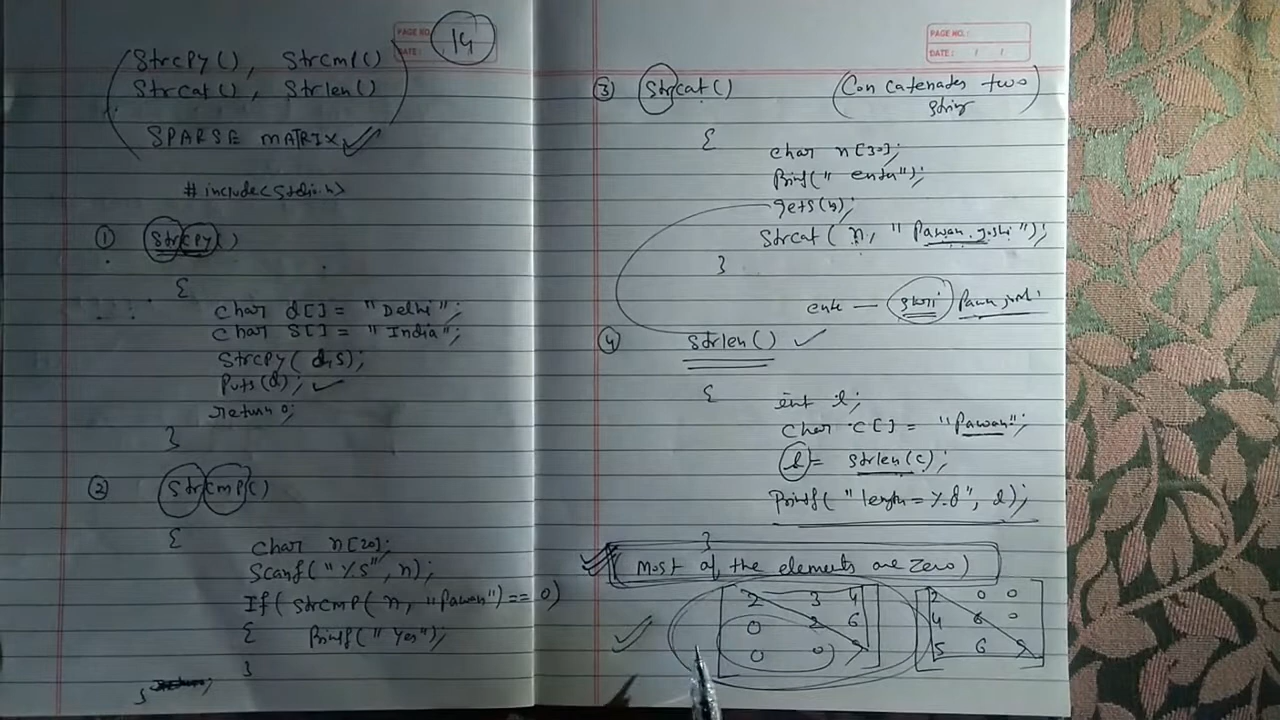 PAGE NO.
DATE:
14
Strcpy(), Strcmp()
Strcat(), Strlen()
SPARSE MATRIX
#include<stdio.h>
① Strcpy()
{
char d[] = "Delhi";
char S[] = "India";
Strcpy(d,s);
Puts(d);
return 0;
}
② Strcmp()
{
char n[20];
Scanf("%s", n);
If( strcmp( n, "Pawan") == 0)
{ Printf(" Yes");
}
}
PAGE NO.:
DATE: / /
③ Strcat() (Con catenates two
string)
{
char n[30];
Printf(" enter");
gets(n);
Strcat( n, " Pawan joshi ");
}
④ strlen()
{
int l;
char c[] = "Pawan";
l = strlen(c);
Printf(" length = %d", l);
}
(Most of the elements are zero)
2 3 4 2 0 0
0 2 6 4 6 0
0 0 5 6